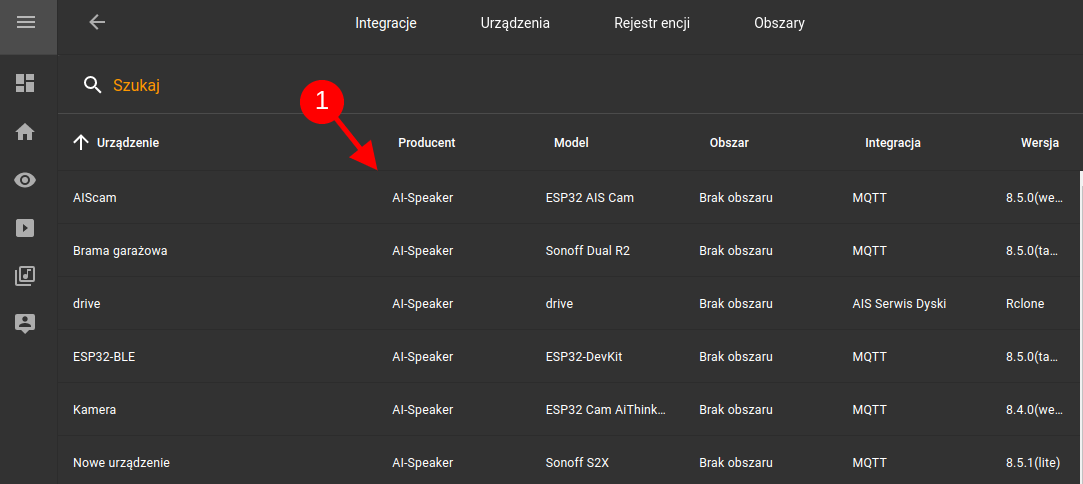 Integracje Urządzenia Rejestr encji Obszary
Szukaj
1
Urządzenie Producent Model Obszar Integracja Wersja
AIScam AI-Speaker ESP32 AIS Cam Brak obszaru MQTT 8.5.0(we...
Brama garażowa AI-Speaker Sonoff Dual R2 Brak obszaru MQTT 8.5.0(ta...
drive AI-Speaker drive Brak obszaru AIS Serwis Dyski Rclone
ESP32-BLE AI-Speaker ESP32-DevKit Brak obszaru MQTT 8.5.0(ta...
Kamera AI-Speaker ESP32 Cam AiThink... Brak obszaru MQTT 8.4.0(we...
Nowe urządzenie AI-Speaker Sonoff S2X Brak obszaru MQTT 8.5.1(lite)